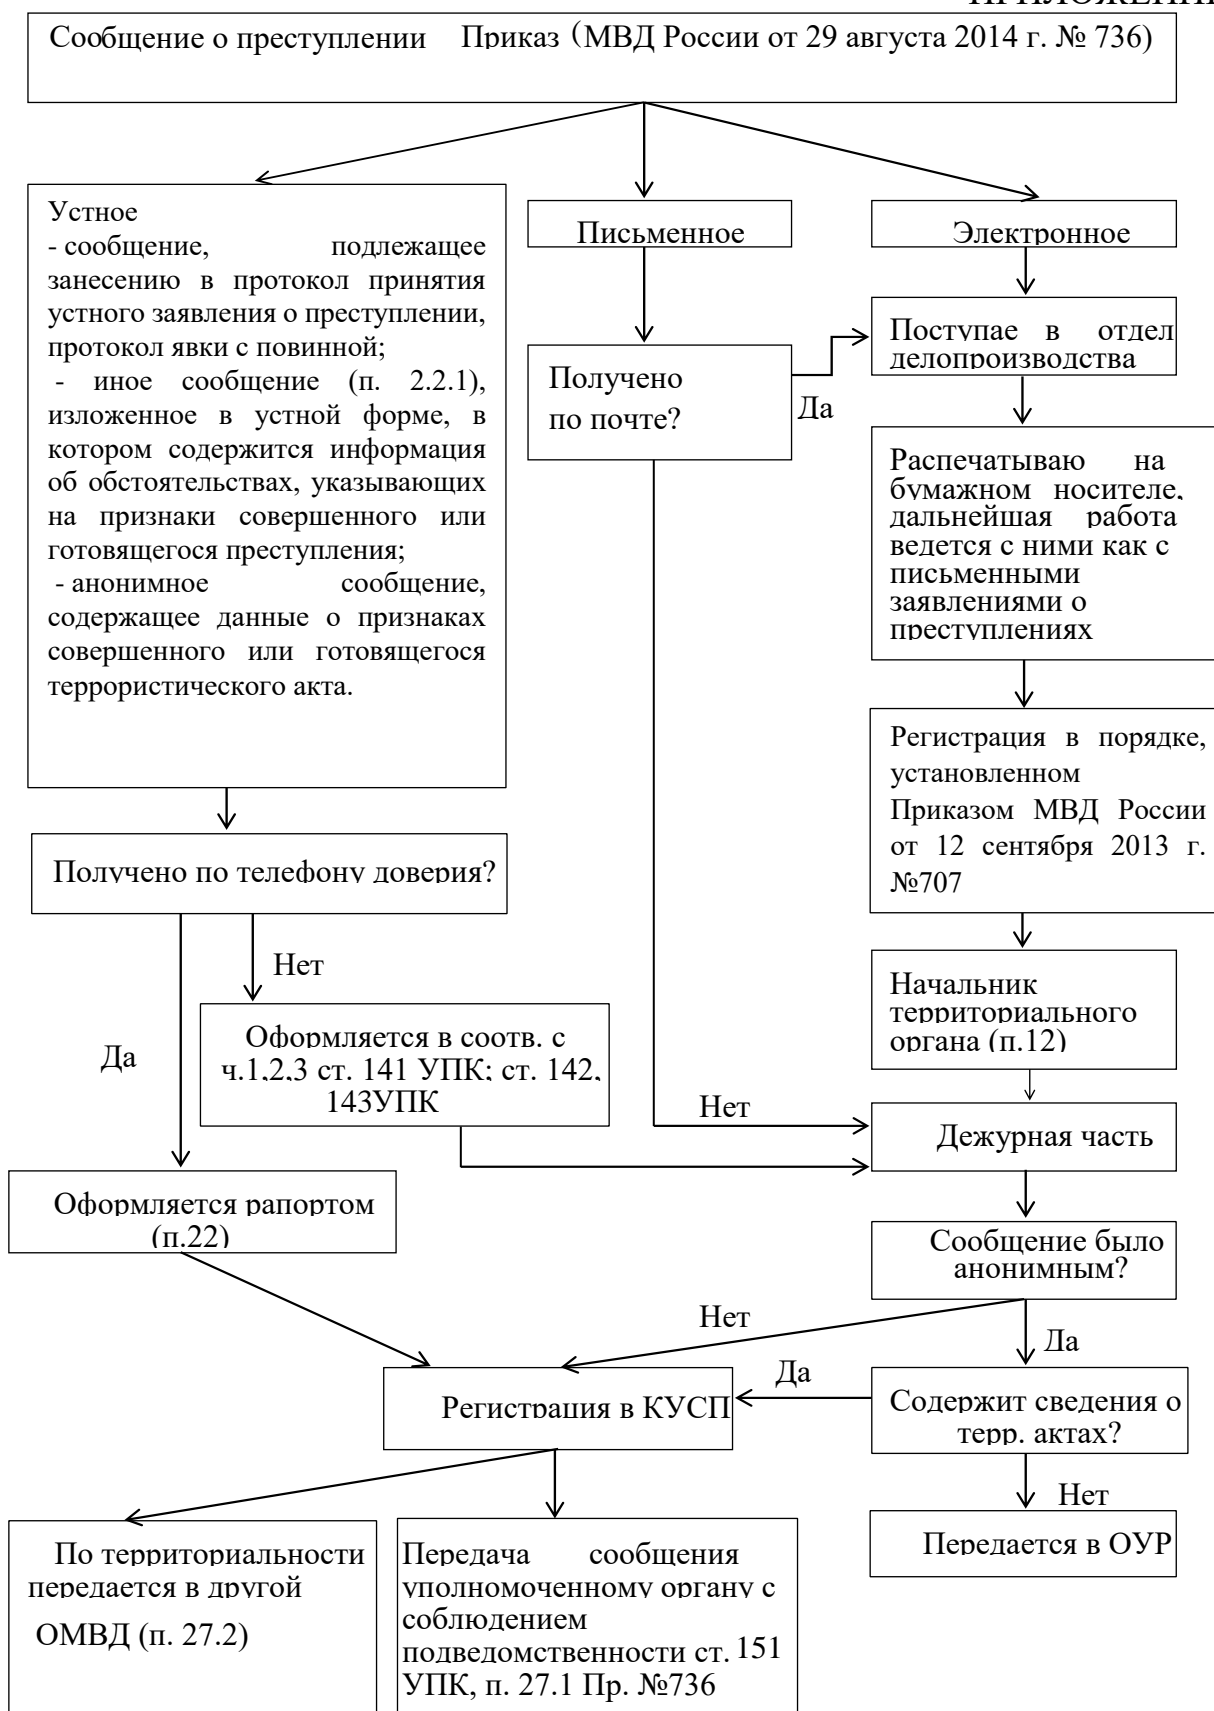 ПРИЛОЖЕНИЕ
Сообщение о преступлении Приказ (МВД России от 29 августа 2014 г. № 736)
Устное
- сообщение, подлежащее
занесению в протокол принятия
устного заявления о преступлении,
протокол явки с повинной;
- иное сообщение (п. 2.2.1),
изложенное в устной форме, в
котором содержится информация
об обстоятельствах, указывающих
на признаки совершенного или
готовящегося преступления;
- анонимное сообщение,
содержащее данные о признаках
совершенного или готовящегося
террористического акта.
Письменное
Электронное
Получено
по почте?
Да
Поступае в отдел
делопроизводства
Распечатываю на
бумажном носителе,
дальнейшая работа
ведется с ними как с
письменными
заявлениями о
преступлениях
Регистрация в порядке,
установленном
Приказом МВД России
от 12 сентября 2013 г.
№707
Получено по телефону доверия?
Нет
Да
Оформляется в соотв. с
ч.1,2,3 ст. 141 УПК; ст. 142,
143УПК
Начальник
территориального
органа (п.12)
Нет
Дежурная часть
Оформляется рапортом
(п.22)
Сообщение было
анонимным?
Нет
Да
Да
Регистрация в КУСП
Содержит сведения о
терр. актах?
Нет
Передается в ОУР
По территориальности
передается в другой
ОМВД (п. 27.2)
Передача сообщения
уполномоченному органу с
соблюдением
подведомственности ст. 151
УПК, п. 27.1 Пр. №736